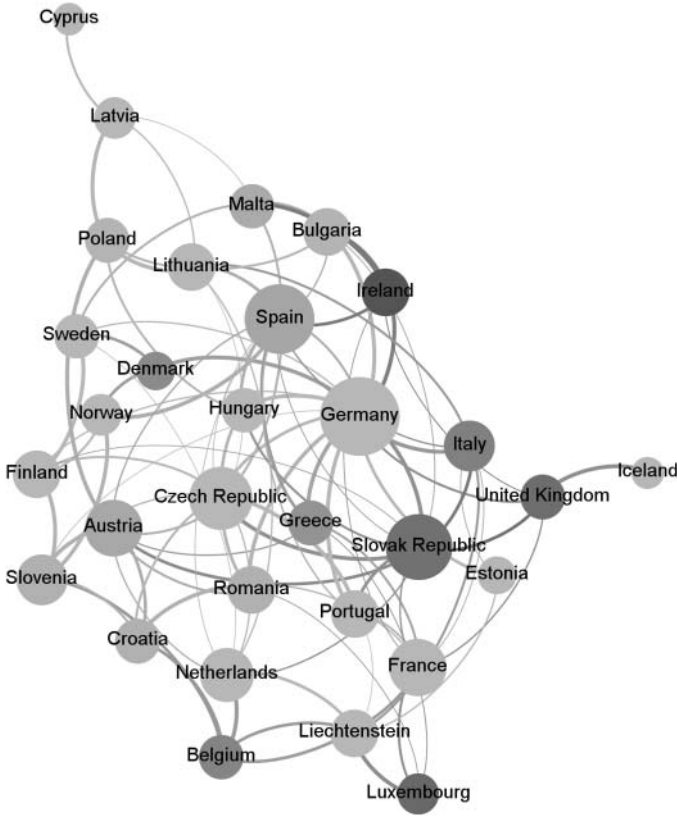 Cyprus
Latvia
Malta
Bulgaria
Poland
Lithuania
Ireland
Spain
Sweden
Denmark
Norway
Hungary
Germany
Italy
Finland
Iceland
Czech Republic
United Kingdom
Austria
Greece
Slovak Republic
Slovenia
Estonia
Romania
Portugal
Croatia
Netherlands
France
Liechtenstein
Belgium
Luxembourg